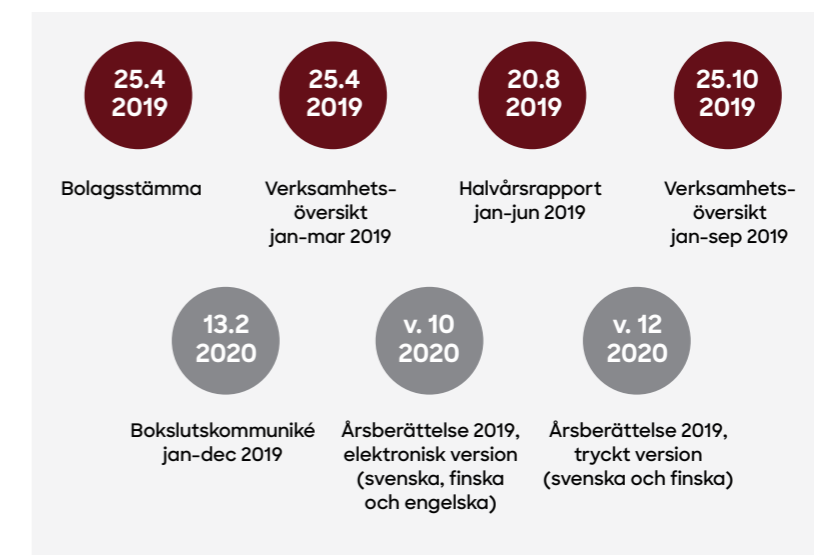 25.4
2019
Bolagsstämma
25.4
2019
Verksamhets-
översikt
jan-mar 2019
20.8
2019
Halvårsrapport
jan-jun 2019
25.10
2019
Verksamhets-
översikt
jan-sep 2019
13.2
2020
Bokslutskommuniké
jan-dec 2019
v. 10
2020
Årsberättelse 2019,
elektronisk version
(svenska, finska
och engelska)
v. 12
2020
Årsberättelse 2019,
tryckt version
(svenska och finska)